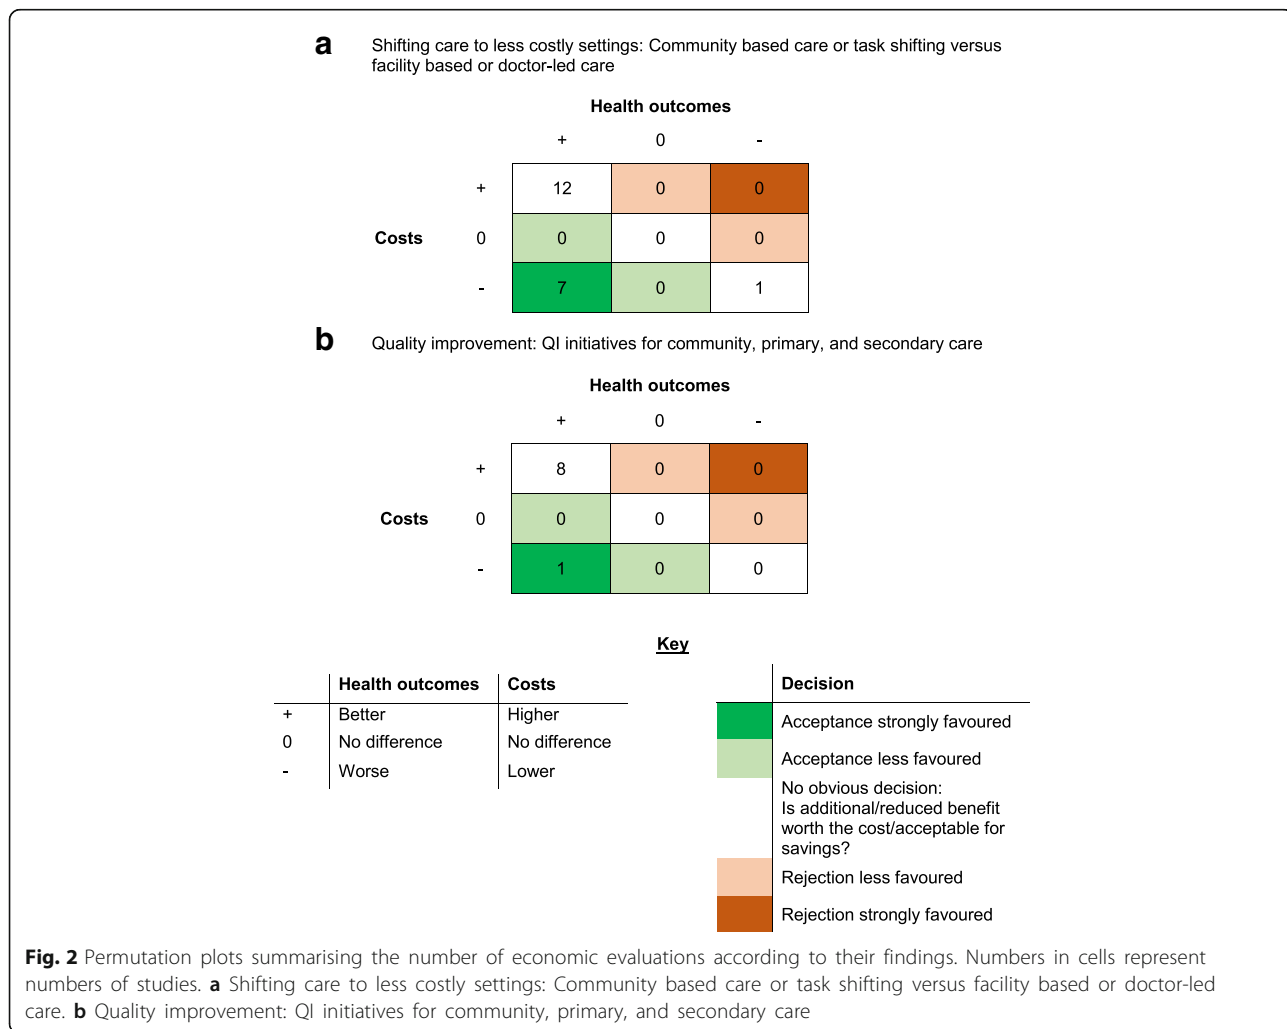 a Shifting care to less costly settings: Community based care or task shifting versus
facility based or doctor-led care
Health outcomes
+ 0 -
+ 12 0 0
Costs 0 0 0 0
- 7 0 1
b Quality improvement: QI initiatives for community, primary, and secondary care
Health outcomes
+ 0 -
+ 8 0 0
Costs 0 0 0 0
- 1 0 0
Key
Health outcomes Costs
+ Better Higher
0 No difference No difference
- Worse Lower
Decision
Acceptance strongly favoured
Acceptance less favoured
No obvious decision:
Is additional/reduced benefit
worth the cost/acceptable for
savings?
Rejection less favoured
Rejection strongly favoured
Fig. 2 Permutation plots summarising the number of economic evaluations according to their findings. Numbers in cells represent
numbers of studies. a Shifting care to less costly settings: Community based care or task shifting versus facility based or doctor-led
care. b Quality improvement: QI initiatives for community, primary, and secondary care